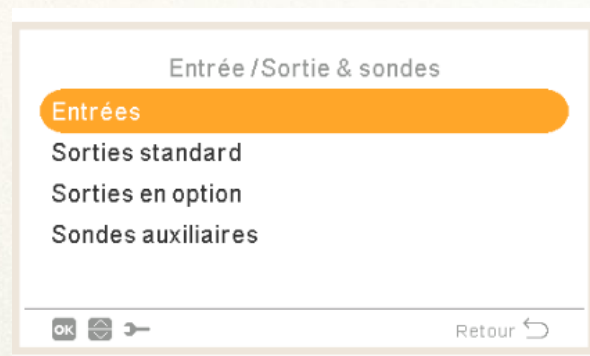 Entrée /Sortie & sondes
Entrées
Sorties standard
Sorties en option
Sondes auxiliaires
OK Retour